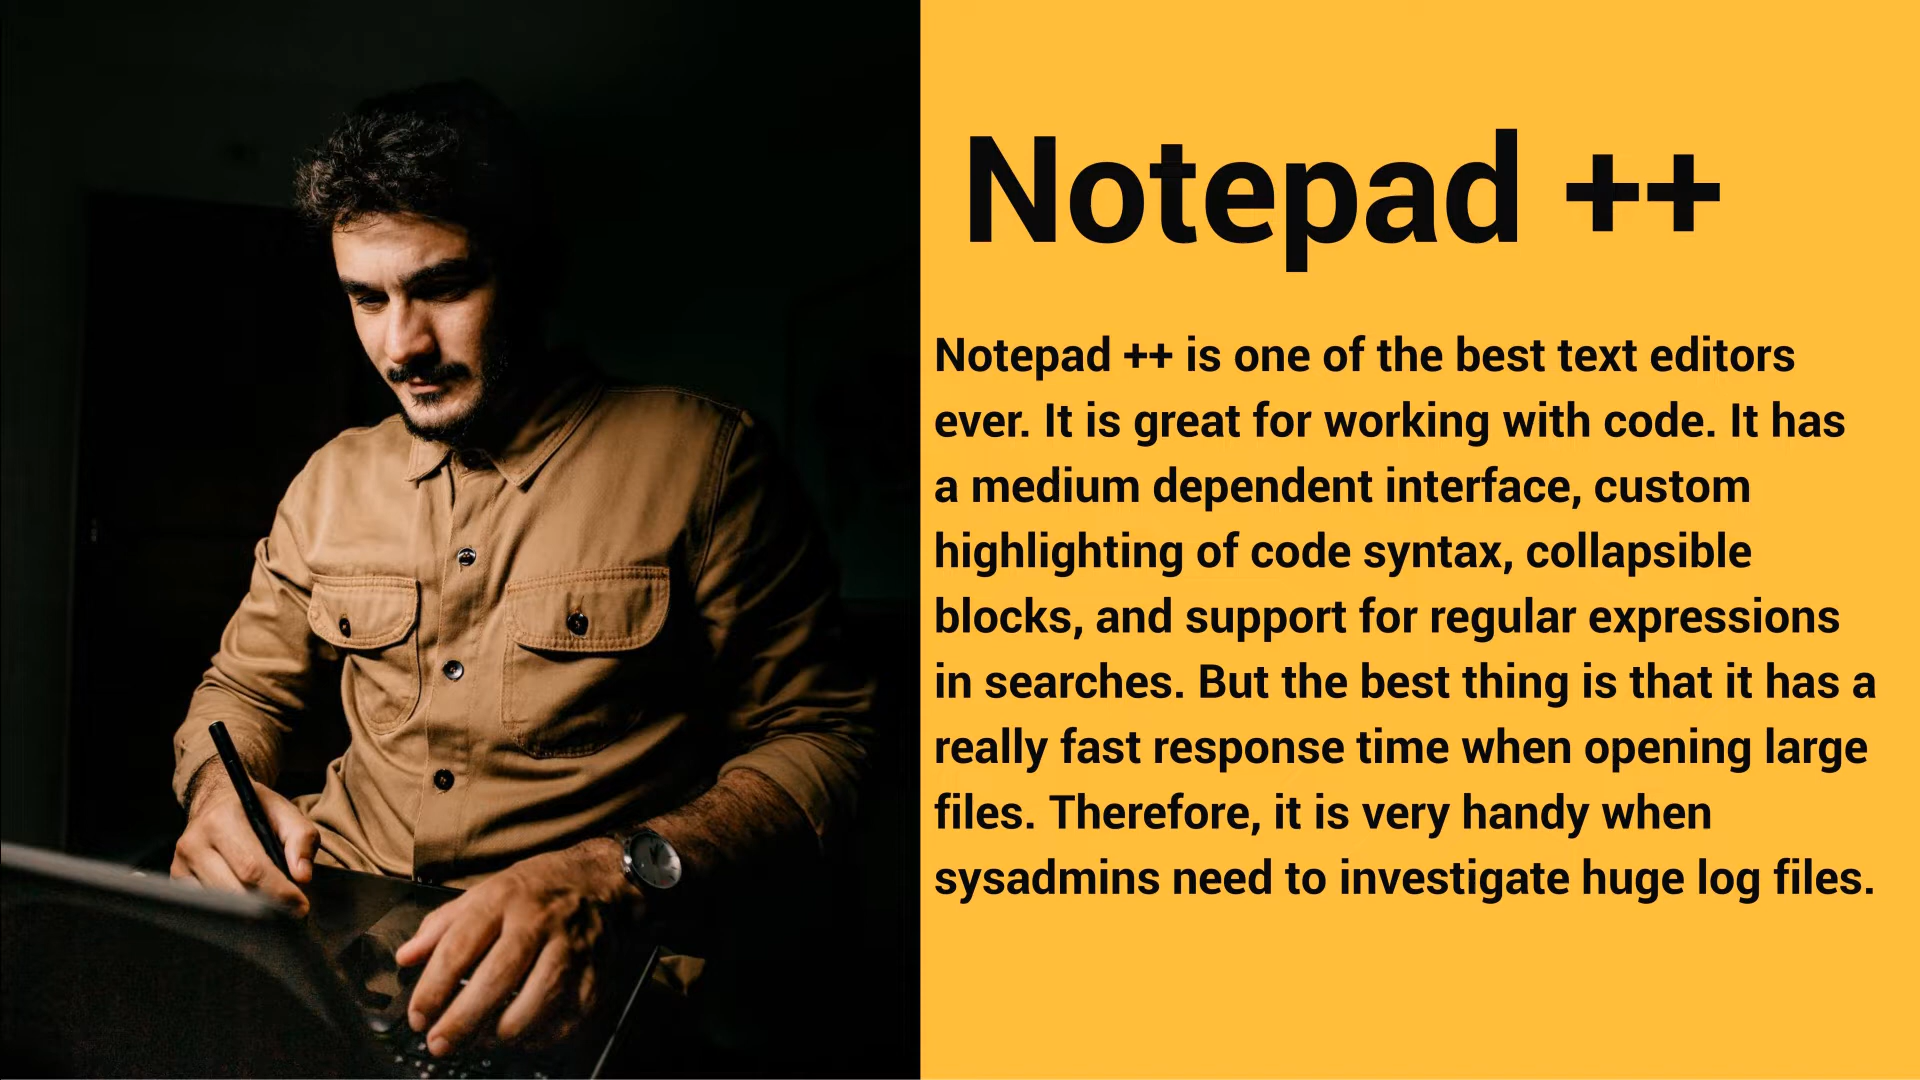 Notepad ++
Notepad ++ is one of the best text editors
ever. It is great for working with code. It has
a medium dependent interface, custom
highlighting of code syntax, collapsible
blocks, and support for regular expressions
in searches. But the best thing is that it has a
really fast response time when opening large
files. Therefore, it is very handy when
sysadmins need to investigate huge log files.